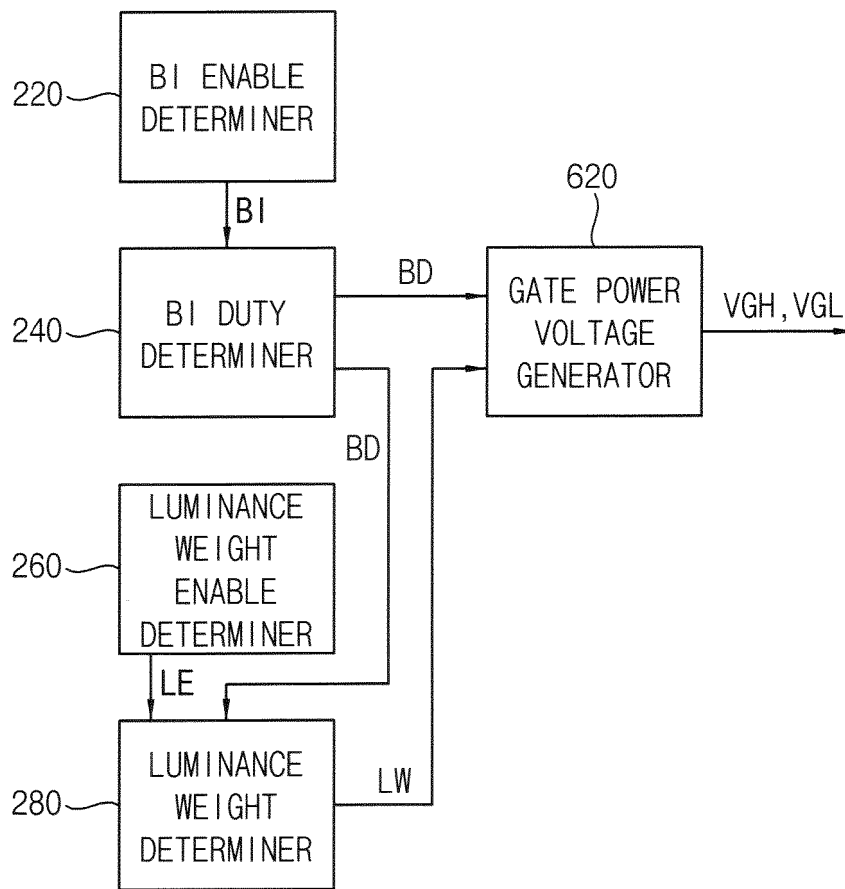 BI ENABLE
DETERMINER
220
BI
620
BI DUTY
DETERMINER
240
BD
GATE POWER
VOLTAGE
GENERATOR
VGH, VGL
BD
LUMINANCE
WEIGHT
ENABLE
DETERMINER
260
LE
LUMINANCE
WEIGHT
DETERMINER
280
LW